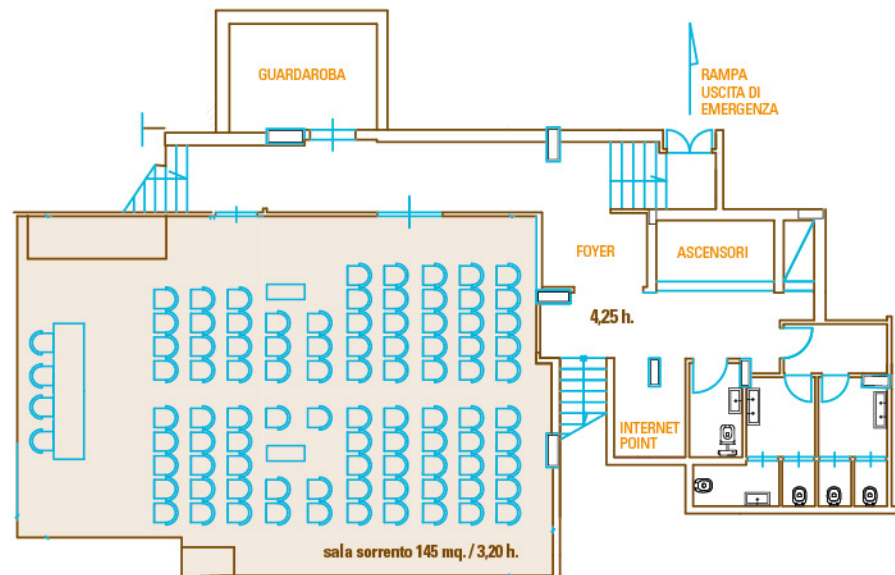 GUARDAROBA
RAMPA
USCITA DI
EMERGENZA
FOYER
ASCENSORI
4,25 h.
INTERNET
POINT
sala sorrento 145 mq. / 3,20 h.